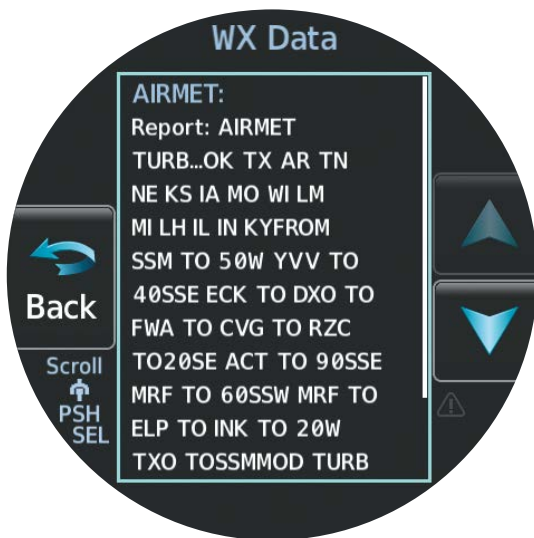 WX Data
AIRMET:
Report: AIRMET
TURB...OK TX AR TN
NE KS IA MO WI LM
MI LH IL IN KYFROM
SSM TO 50W YVV TO
40SSE ECK TO DXO TO
FWA TO CVG TO RZC
TO20SE ACT TO 90SSE
MRF TO 60SSW MRF TO
ELP TO INK TO 20W
TXO TOSSMMOD TURB
Back
Scroll
PSH
SEL